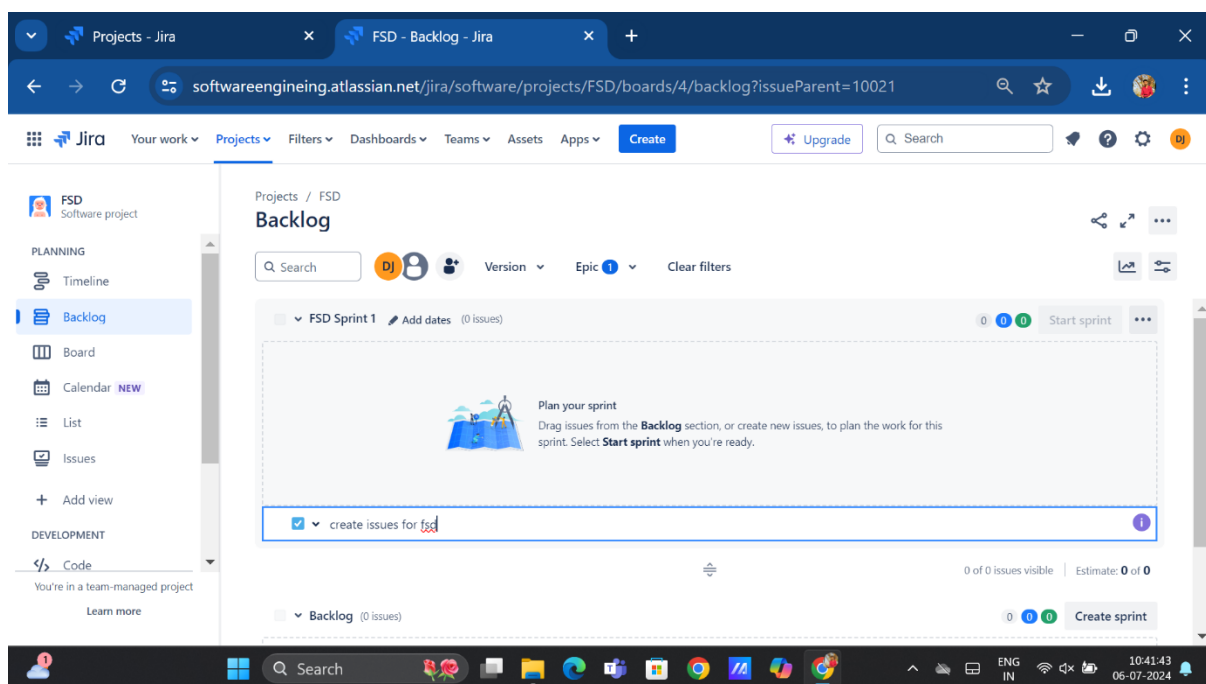 Projects - Jira
FSD - Backlog - Jira
softwareengineing.atlassian.net/jira/software/projects/FSD/boards/4/backlog?issueParent=10021
Jira Your work Projects Filters Dashboards Teams Assets Apps Create Upgrade Search DJ
FSD
Software project
PLANNING
Timeline
Backlog
Board
Calendar NEW
List
Issues
Add view
DEVELOPMENT
Code
You're in a team-managed project
Learn more
Projects / FSD
Backlog
Search DJ Version Epic 1 Clear filters
FSD Sprint 1 Add dates (0 issues) 0 0 0 Start sprint
Plan your sprint
Drag issues from the Backlog section, or create new issues, to plan the work for this
sprint. Select Start sprint when you're ready.
create issues for fsd
0 of 0 issues visible Estimate: 0 of 0
Backlog (0 issues) 0 0 0 Create sprint
1 Search ENG 10:41:43
IN 06-07-2024